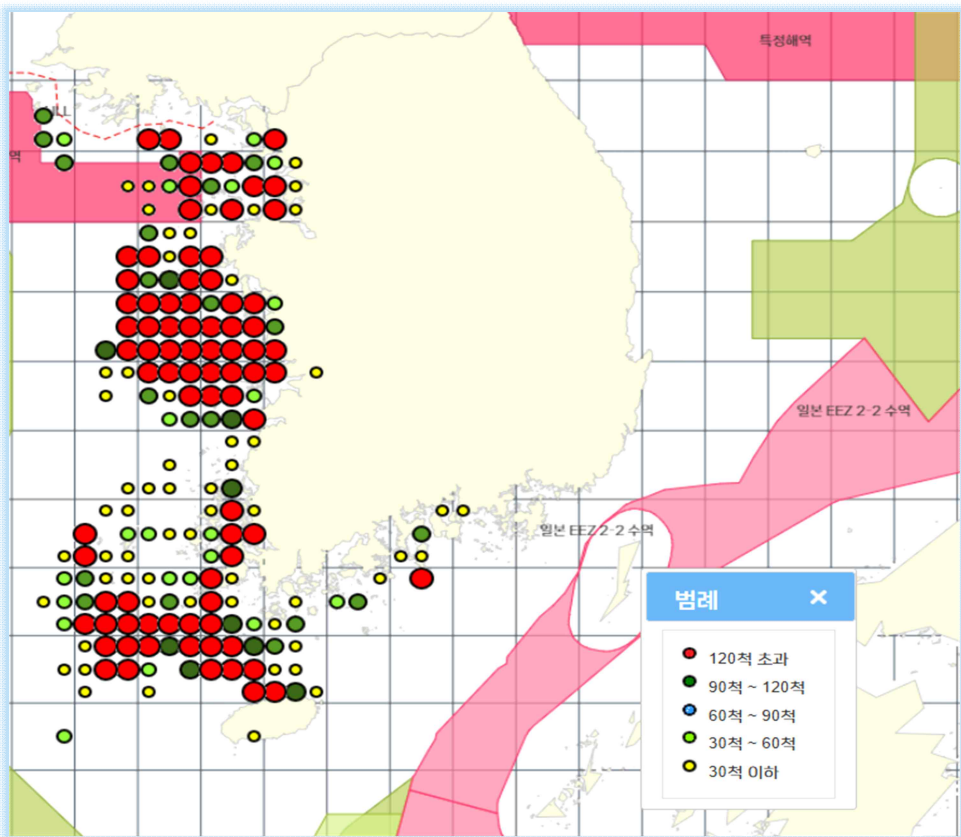 특정해역
NLL
역
일본 EEZ 2-2 수역
일본 EEZ 2-2 수역
범례
120척 초과
90척 ~ 120척
60척 ~ 90척
30척 ~ 60척
30척 이하